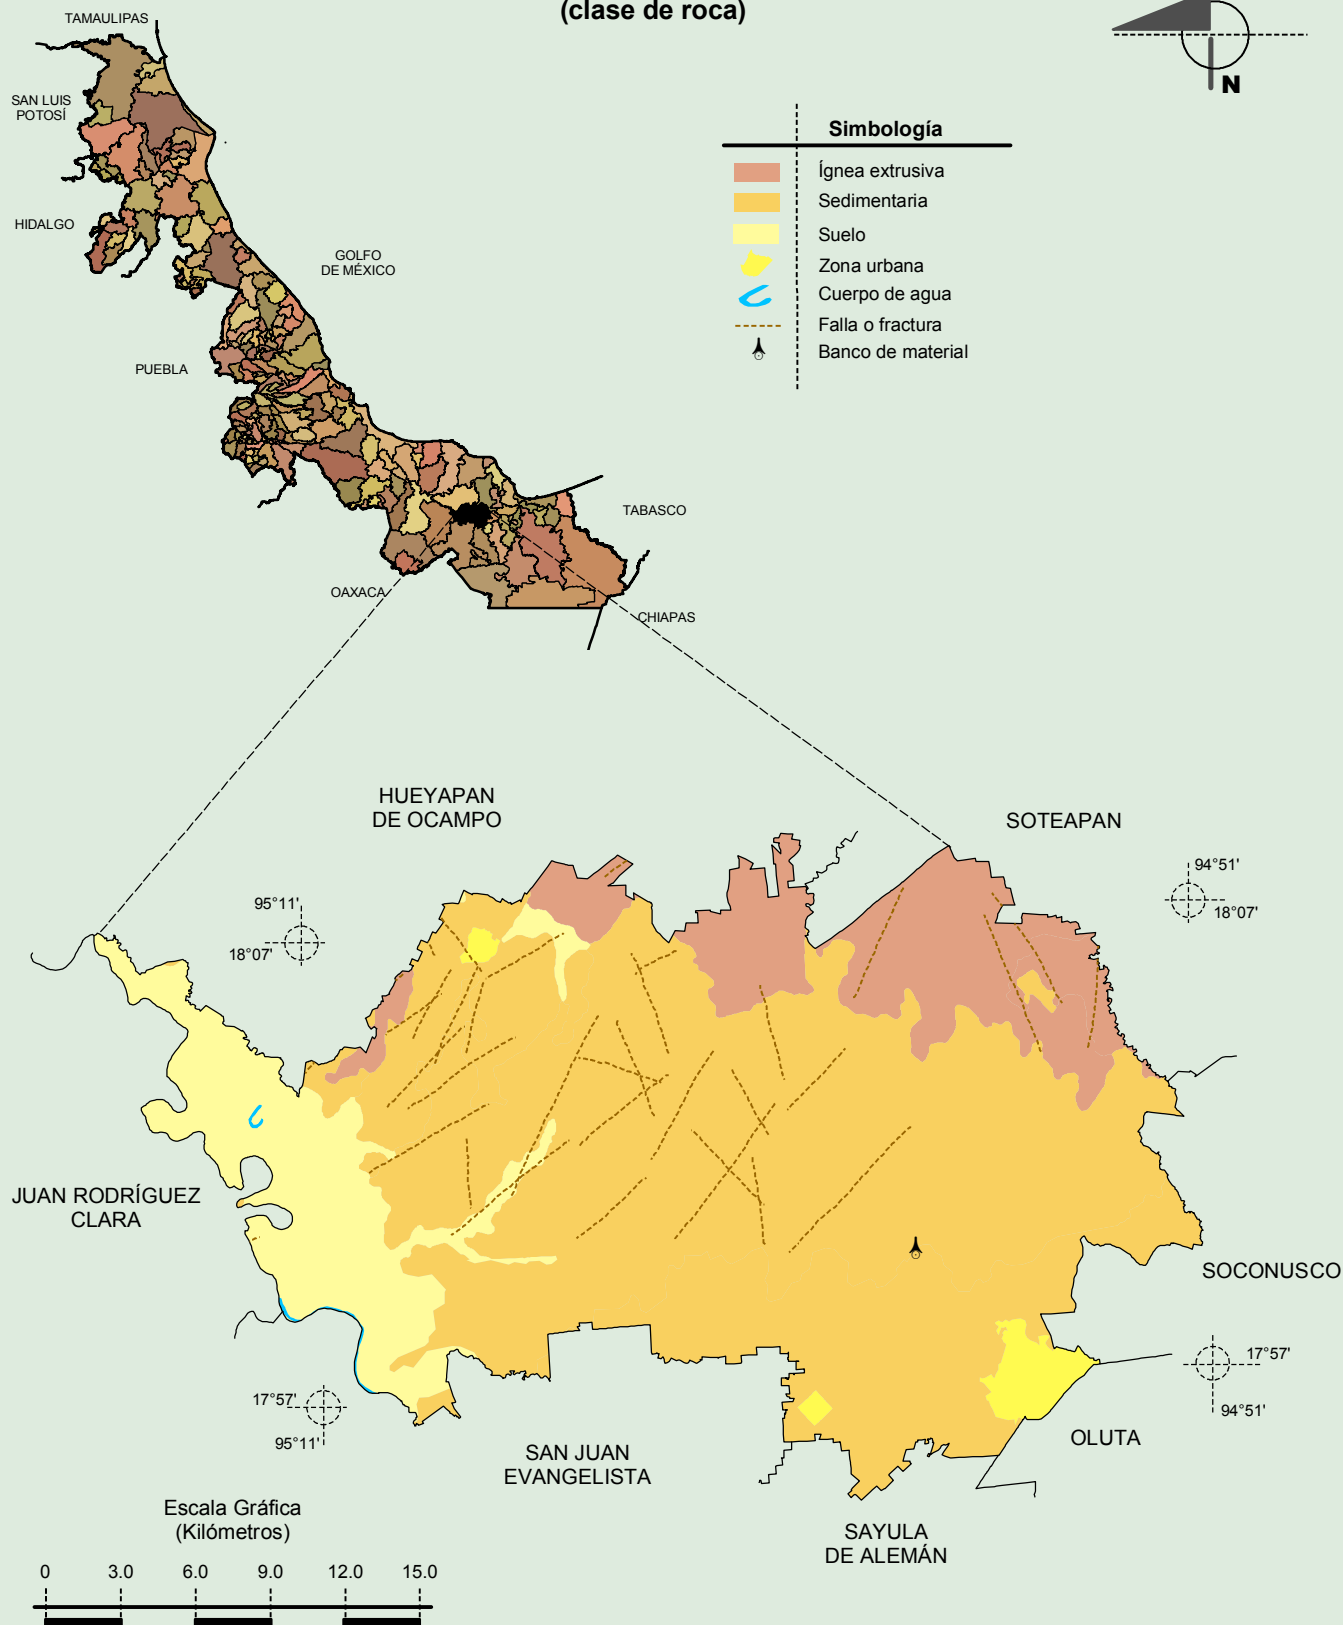 (clase de roca)
N
TAMAULIPAS
SAN LUIS
POTOSÍ
HIDALGO
GOLFO
DE MÉXICO
PUEBLA
TABASCO
OAXACA
CHIAPAS
Simbología
Ígnea extrusiva
Sedimentaria
Suelo
Zona urbana
Cuerpo de agua
Falla o fractura
Banco de material
HUEYAPAN
DE OCAMPO
SOTEAPAN
95°11'
18°07'
94°51'
18°07'
JUAN RODRÍGUEZ
CLARA
SOCONUSCO
17°57'
95°11'
17°57'
94°51'
OLUTA
SAN JUAN
EVANGELISTA
SAYULA
DE ALEMÁN
Escala Gráfica
(Kilómetros)
0 3.0 6.0 9.0 12.0 15.0